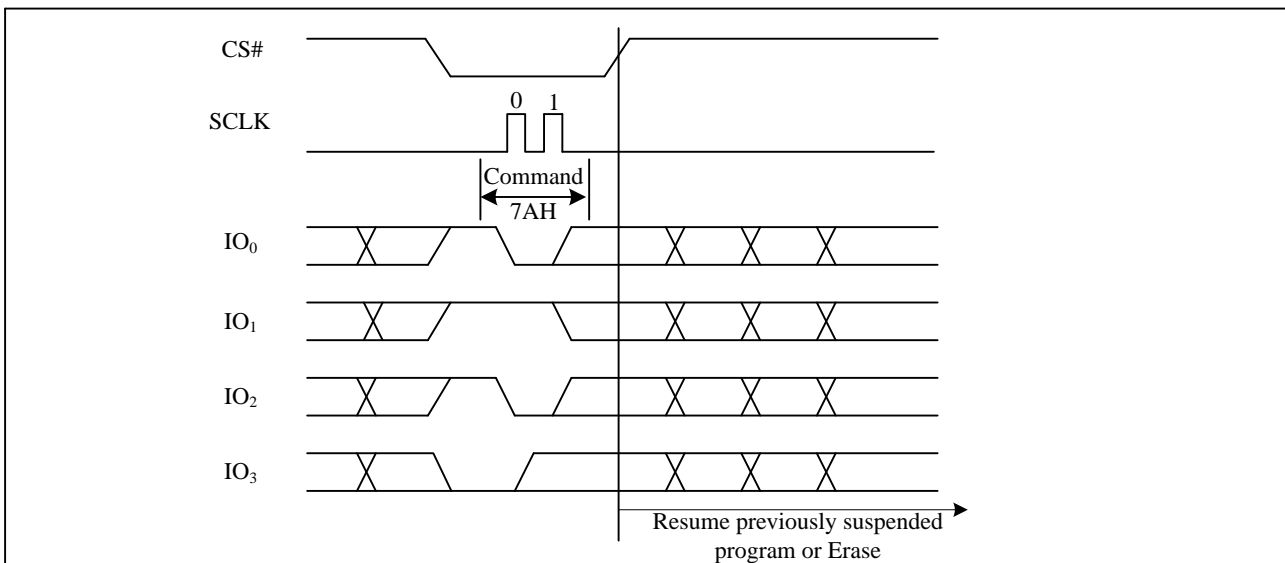 CS#
0 1
SCLK
Command
7AH
IO₀
IO₁
IO₂
IO₃
Resume previously suspended
program or Erase